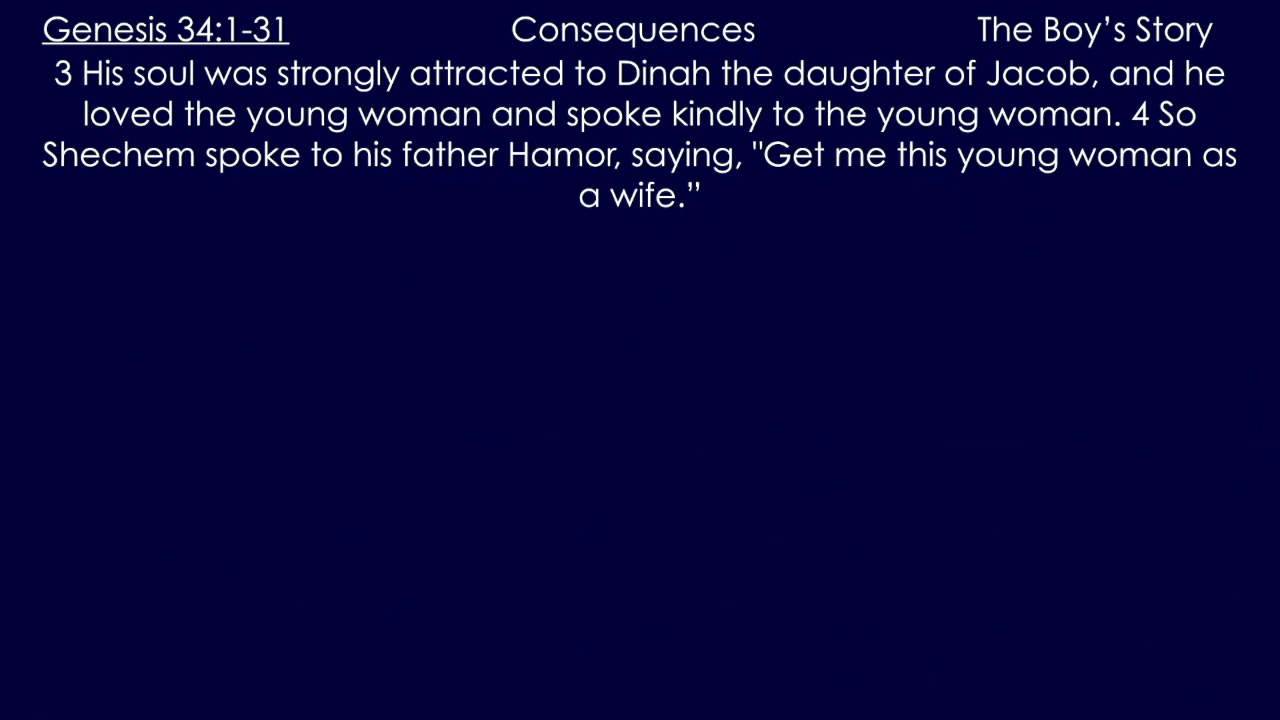 Genesis 34:1-31 Consequences The Boy’s Story
3 His soul was strongly attracted to Dinah the daughter of Jacob, and he
loved the young woman and spoke kindly to the young woman. 4 So
Shechem spoke to his father Hamor, saying, "Get me this young woman as
a wife.”